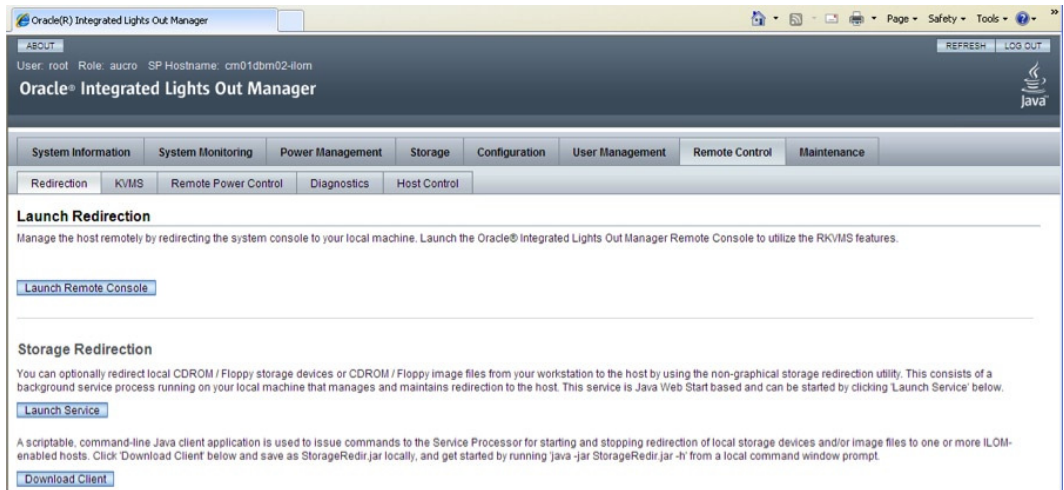 Oracle(R) Integrated Lights Out Manager
Page Safety Tools
ABOUT
REFRESH LOG OUT
User: root Role: aucro SP Hostname: cm01dbm02-ilom
Oracle® Integrated Lights Out Manager
Java
System Information System Monitoring Power Management Storage Configuration User Management Remote Control Maintenance
Redirection KVMS Remote Power Control Diagnostics Host Control
Launch Redirection
Manage the host remotely by redirecting the system console to your local machine. Launch the Oracle® Integrated Lights Out Manager Remote Console to utilize the RKVMS features.
Launch Remote Console
Storage Redirection
You can optionally redirect local CDROM / Floppy storage devices or CDROM / Floppy image files from your workstation to the host by using the non-graphical storage redirection utility. This consists of a
background service process running on your local machine that manages and maintains redirection to the host. This service is Java Web Start based and can be started by clicking 'Launch Service' below.
Launch Service
A scriptable, command-line Java client application is used to issue commands to the Service Processor for starting and stopping redirection of local storage devices and/or image files to one or more ILOM-
enabled hosts. Click 'Download Client' below and save as StorageRedir.jar locally, and get started by running 'java -jar StorageRedir.jar -h' from a local command window prompt.
Download Client